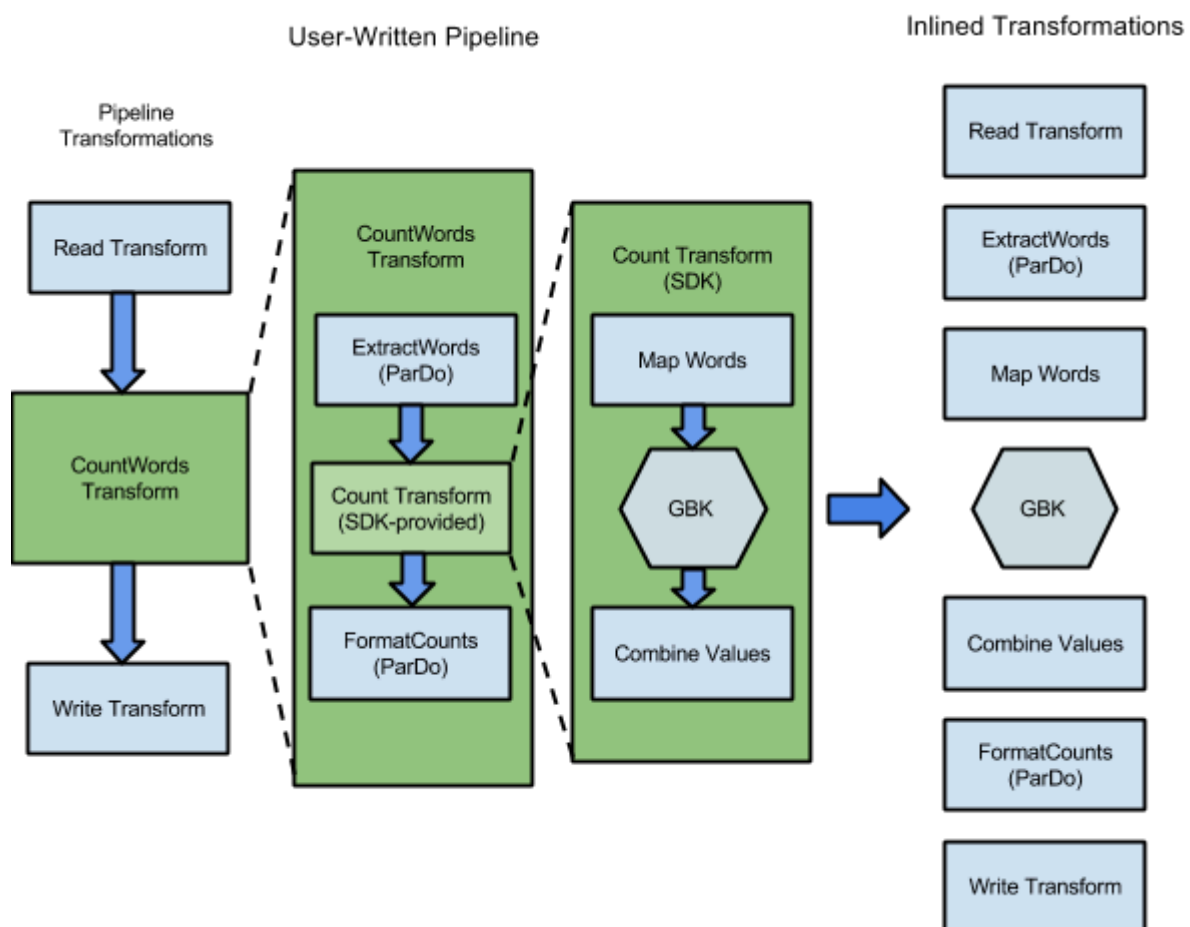 User-Written Pipeline
Inlined Transformations
Pipeline
Transformations
Read Transform
CountWords
Transform
Write Transform
CountWords
Transform
ExtractWords
(ParDo)
Count Transform
(SDK-provided)
FormatCounts
(ParDo)
Count Transform
(SDK)
Map Words
GBK
Combine Values
Read Transform
ExtractWords
(ParDo)
Map Words
GBK
Combine Values
FormatCounts
(ParDo)
Write Transform